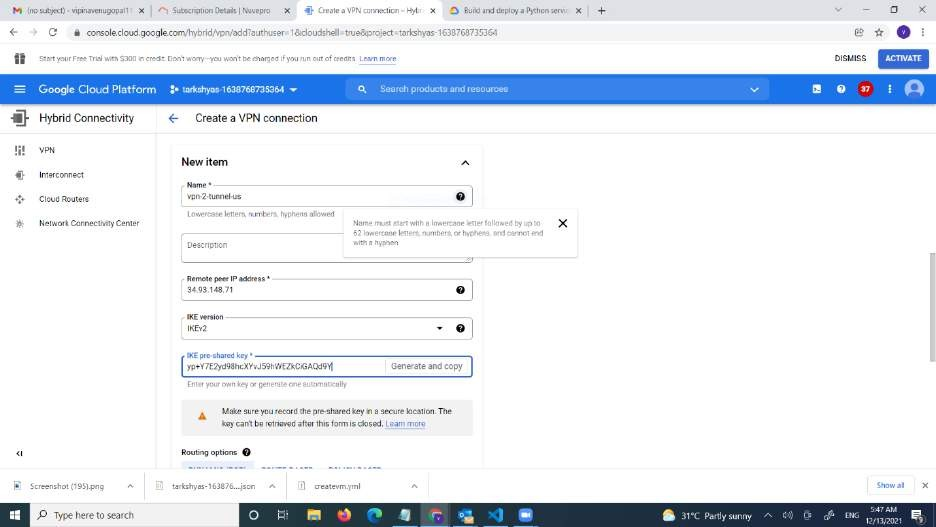 (no subject) - vipinavenugopal11
Subscription Details | Nuvepro
Create a VPN connection – Hybri
Build and deploy a Python servic
console.cloud.google.com/hybrid/vpn/add?authuser=1&cloudshell=true&project=tarkshyas-1638768735364
Start your Free Trial with $300 in credit. Don't worry—you won't be charged if you run out of credits. Learn more
DISMISS
ACTIVATE
Google Cloud Platform
tarkshyas-1638768735364
Search products and resources
37
Hybrid Connectivity
Create a VPN connection
VPN
Interconnect
Cloud Routers
Network Connectivity Center
New item
Name *
vpn-2-tunnel-us
Lowercase letters, numbers, hyphens allowed
Name must start with a lowercase letter followed by up to
62 lowercase letters, numbers, or hyphens, and cannot end
with a hyphen
Description
Remote peer IP address *
34.93.148.71
IKE version
IKEv2
IKE pre-shared key *
yp+Y7E2yd98hcXYvJ59hWEZkCiGAQd9Y
Generate and copy
Enter your own key or generate one automatically
Make sure you record the pre-shared key in a secure location. The
key can't be retrieved after this form is closed. Learn more
Routing options
Screenshot (195).png
tarkshyas-163876....json
createvm.yml
Show all
Type here to search
31°C Partly sunny
ENG
5:47 AM
12/13/2021